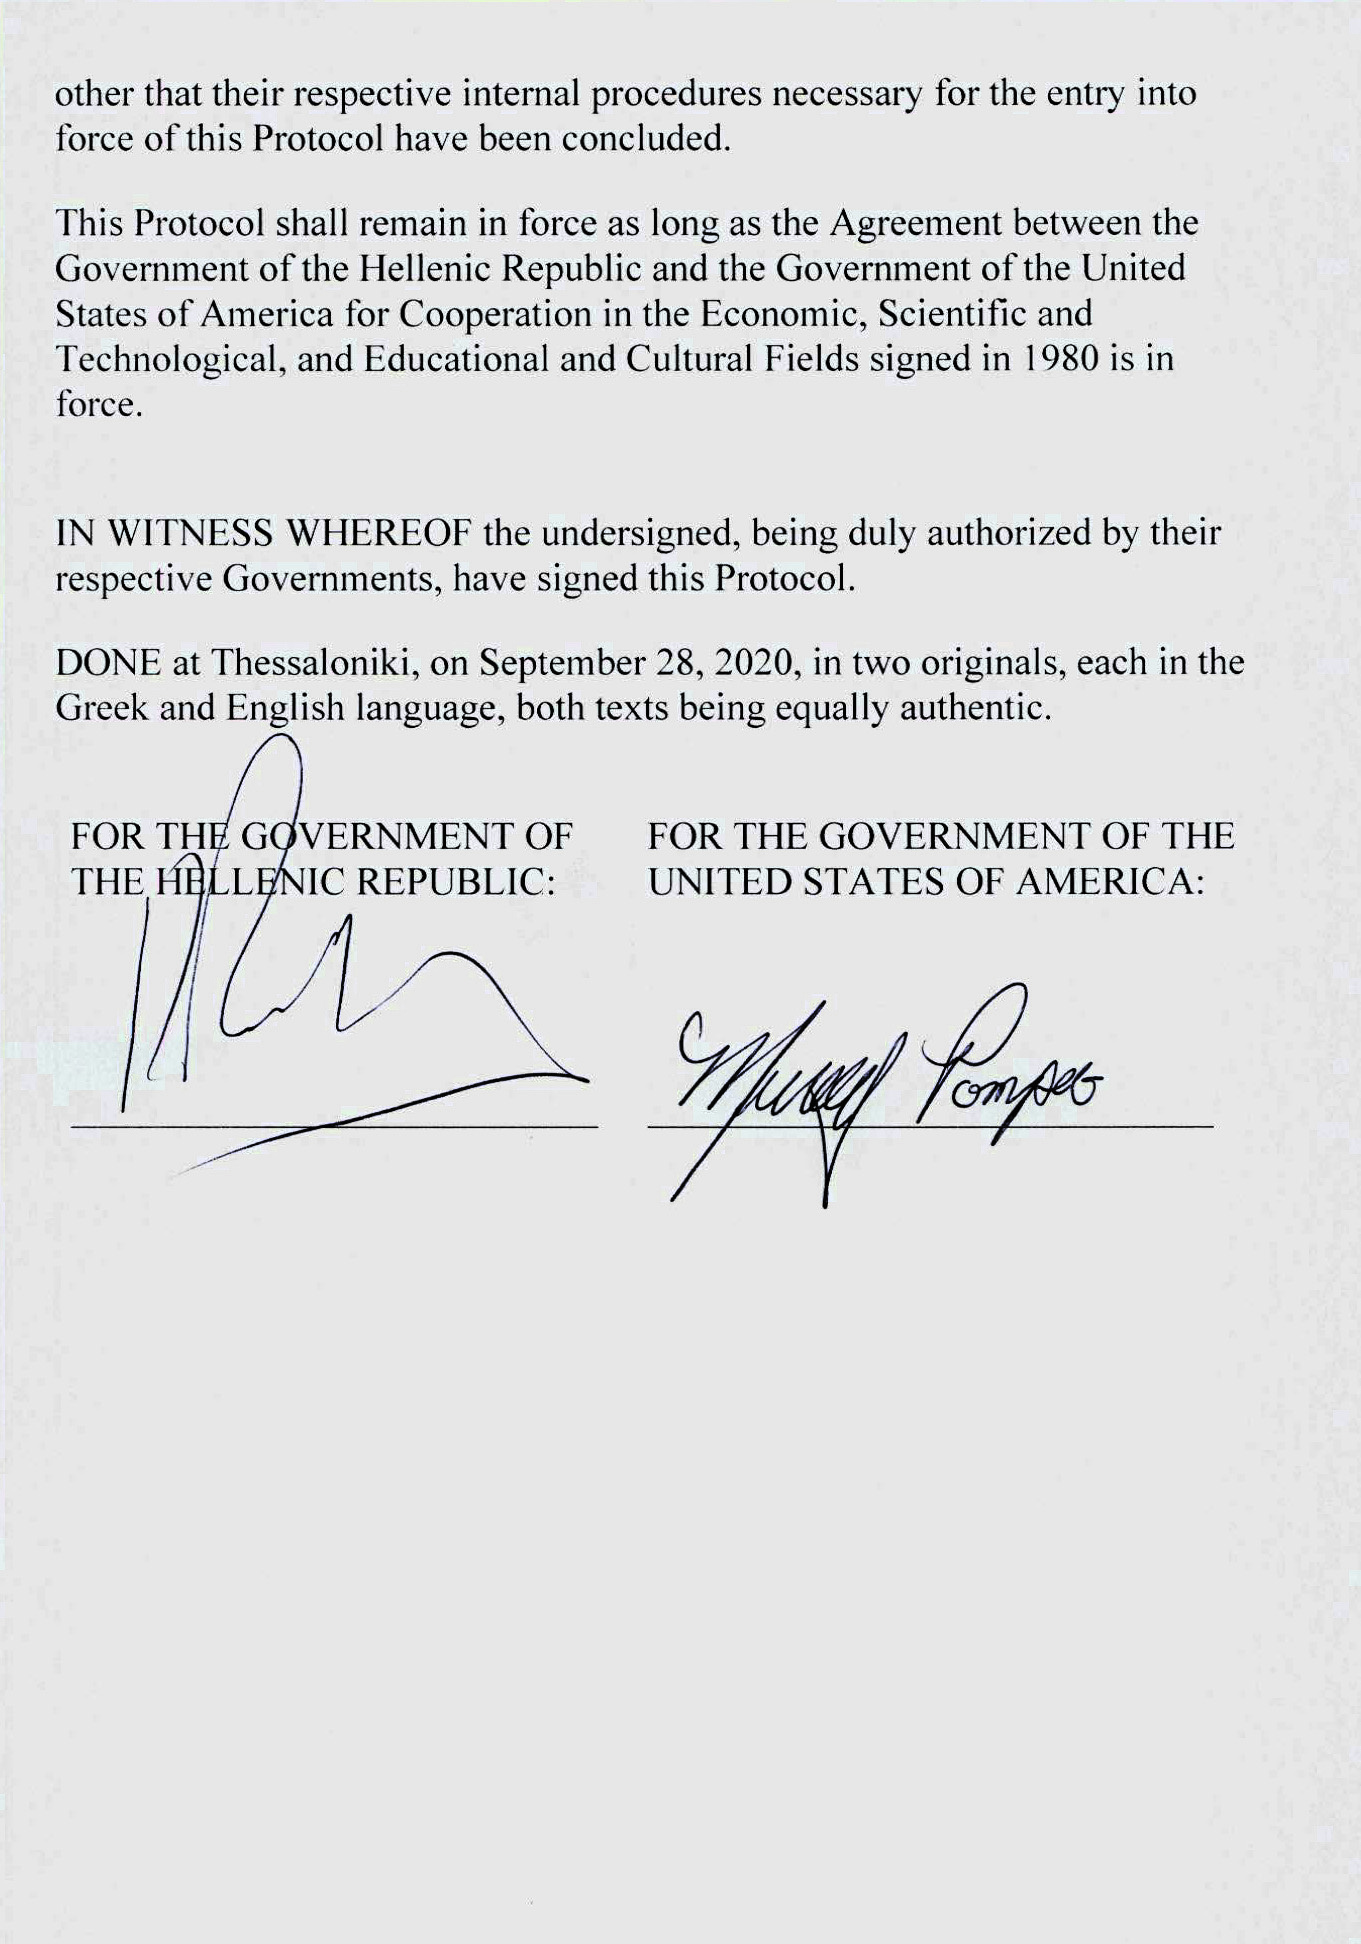 other that their respective internal procedures necessary for the entry into
force of this Protocol have been concluded.
This Protocol shall remain in force as long as the Agreement between the
Government of the Hellenic Republic and the Government of the United
States of America for Cooperation in the Economic, Scientific and
Technological, and Educational and Cultural Fields signed in 1980 is in
force.
IN WITNESS WHEREOF the undersigned, being duly authorized by their
respective Governments, have signed this Protocol.
DONE at Thessaloniki, on September 28, 2020, in two originals, each in the
Greek and English language, both texts being equally authentic.
FOR THE GOVERNMENT OF
THE HELLENIC REPUBLIC:
FOR THE GOVERNMENT OF THE
UNITED STATES OF AMERICA:
Pompeo